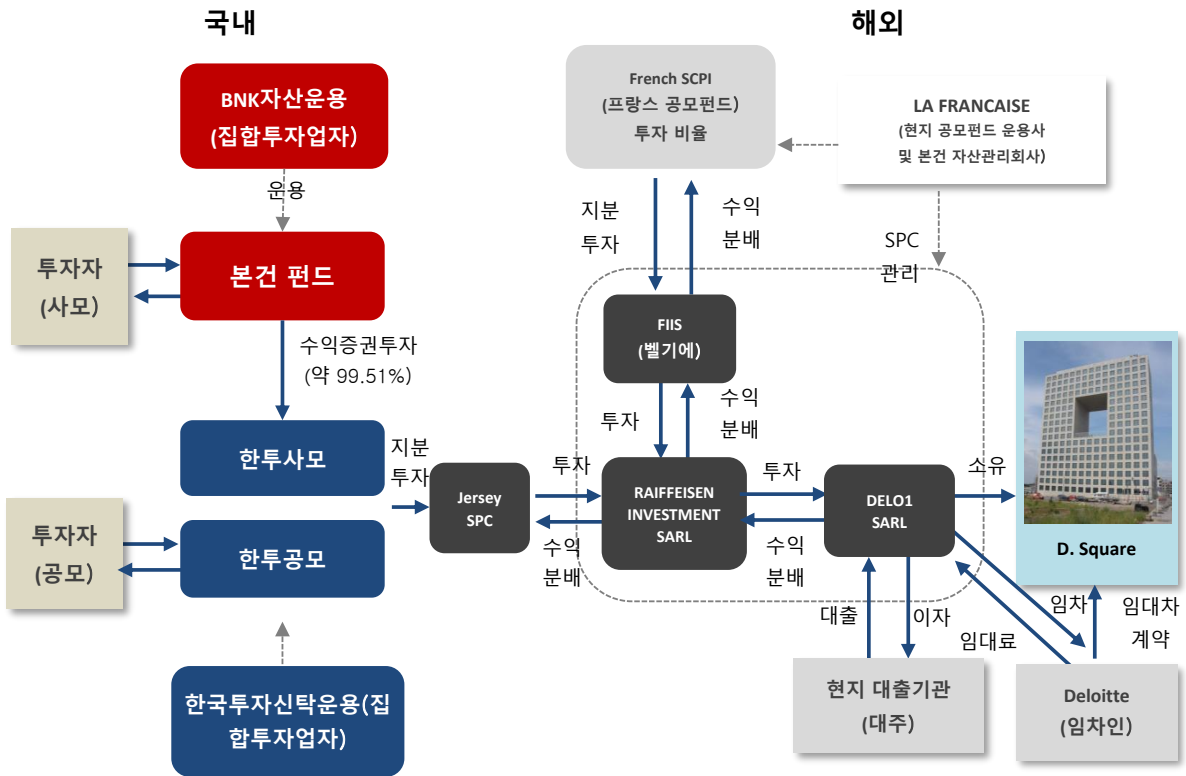 국내
해외
BNK자산운용
(집합투자업자)
운용
투자자
(사모)
본건 펀드
수익증권투자
(약 99.51%)
한투사모
지분
투자
투자자
(공모)
한투공모
한국투자신탁운용(집
합투자업자)
French SCPI
(프랑스 공모펀드)
투자 비율
LA FRANCAISE
(현지 공모펀드 운용사
및 본건 자산관리회사)
지분
투자
수익
분배
SPC
관리
FIIS
(벨기에)
투자
수익
분배
Jersey
SPC
투자
수익
분배
RAIFFEISEN
INVESTMENT
SARL
투자
수익
분배
DELO1
SARL
소유
D. Square
대출
이자
임대료
임차
임대차
계약
현지 대출기관
(대주)
Deloitte
(임차인)